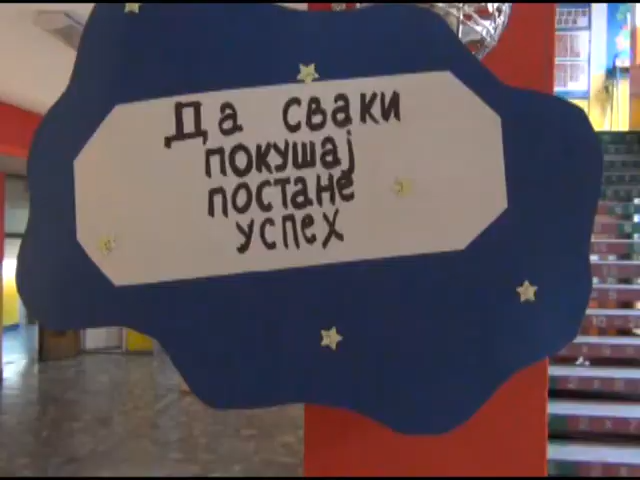 Да сваки
покушај
постане
успех